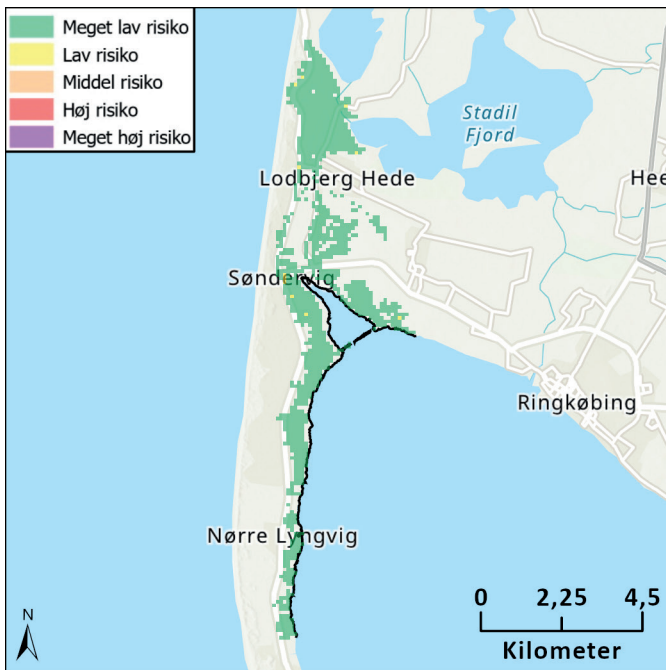 Meget lav risiko
Lav risiko
Middel risiko
Høj risiko
Meget høj risiko
Stadil
Fjord
Lodbjerg Hede
Hee
Søndervig
Ringkøbing
Nørre Lyngvig
N
0 2,25 4,5
Kilometer